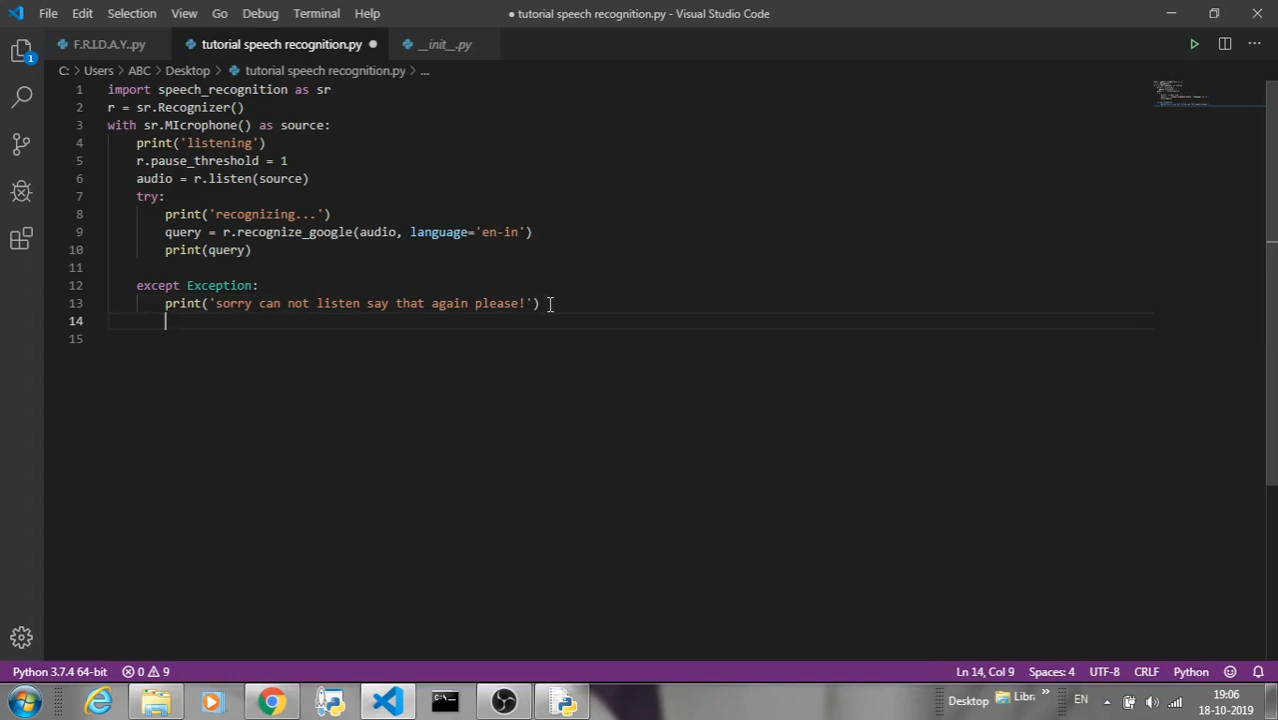 File Edit Selection View Go Debug Terminal Help
● tutorial speech recognition.py - Visual Studio Code
1
F.R.I.D.A.Y..py
tutorial speech recognition.py
__init__.py
C: > Users > ABC > Desktop > tutorial speech recognition.py > ...
1 import speech_recognition as sr
2 r = sr.Recognizer()
3 with sr.MIcrophone() as source:
4 print('listening')
5 r.pause_threshold = 1
6 audio = r.listen(source)
7 try:
8 print('recognizing...')
9 query = r.recognize_google(audio, language='en-in')
10 print(query)
11
12 except Exception:
13 print('sorry can not listen say that again please!')
14
15
Python 3.7.4 64-bit 0 9
Ln 14, Col 9 Spaces: 4 UTF-8 CRLF Python
Desktop Libr » EN
19:06
18-10-2019